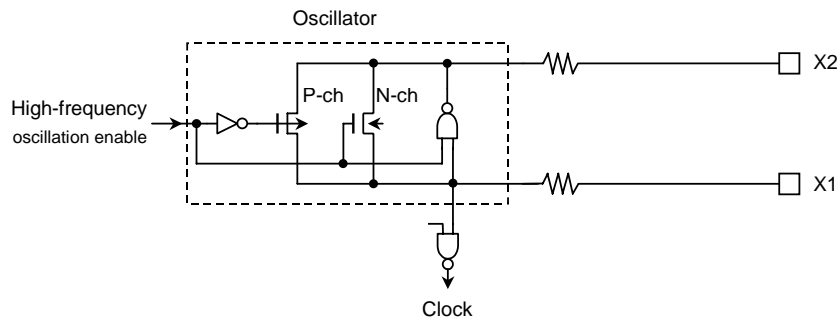 Oscillator
X2
P-ch
N-ch
High-frequency
oscillation enable
X1
Clock